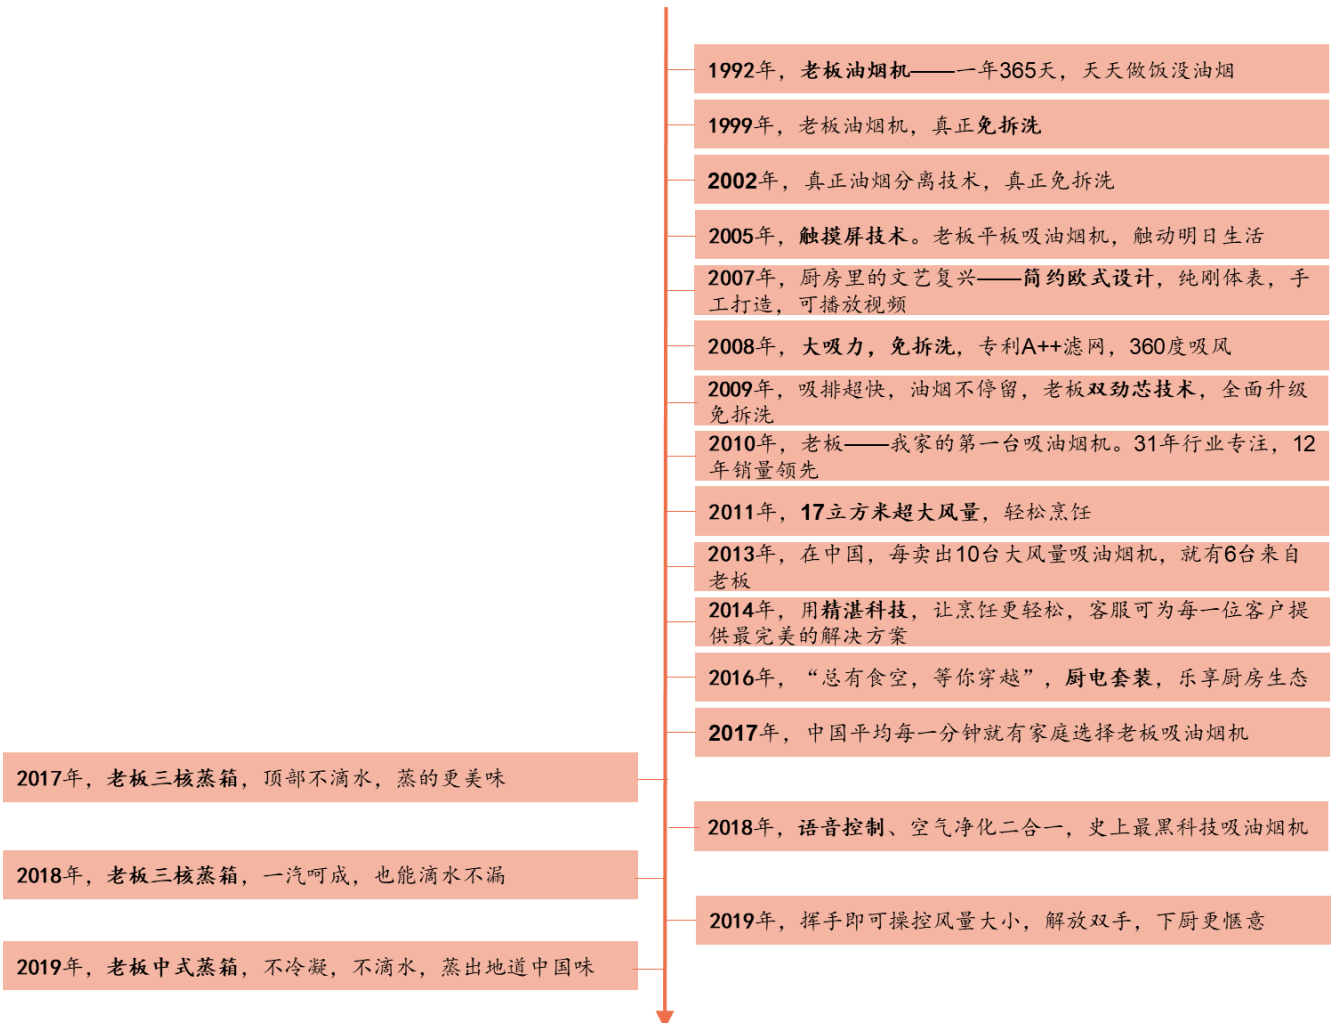 1992年，老板油烟机——一年365天，天天做饭没油烟
1999年，老板油烟机，真正免拆洗
2002年，真正油烟分离技术，真正免拆洗
2005年，触摸屏技术。老板平板吸油烟机，触动明日生活
2007年，厨房里的文艺复兴——简约欧式设计，纯刚体表，手
工打造，可播放视频
2008年，大吸力，免拆洗，专利A++滤网，360度吸风
2009年，吸排超快，油烟不停留，老板双劲芯技术，全面升级
免拆洗
2010年，老板——我家的第一台吸油烟机。31年行业专注，12
年销量领先
2011年，17立方米超大风量，轻松烹饪
2013年，在中国，每卖出10台大风量吸油烟机，就有6台来自
老板
2014年，用精湛科技，让烹饪更轻松，客服可为每一位客户提
供最完美的解决方案
2016年，“总有食空，等你穿越”，厨电套装，乐享厨房生态
2017年，中国平均每一分钟就有家庭选择老板吸油烟机
2017年，老板三核蒸箱，顶部不滴水，蒸的更美味
2018年，语音控制、空气净化二合一，史上最黑科技吸油烟机
2018年，老板三核蒸箱，一汽呵成，也能滴水不漏
2019年，挥手即可操控风量大小，解放双手，下厨更惬意
2019年，老板中式蒸箱，不冷凝，不滴水，蒸出地道中国味